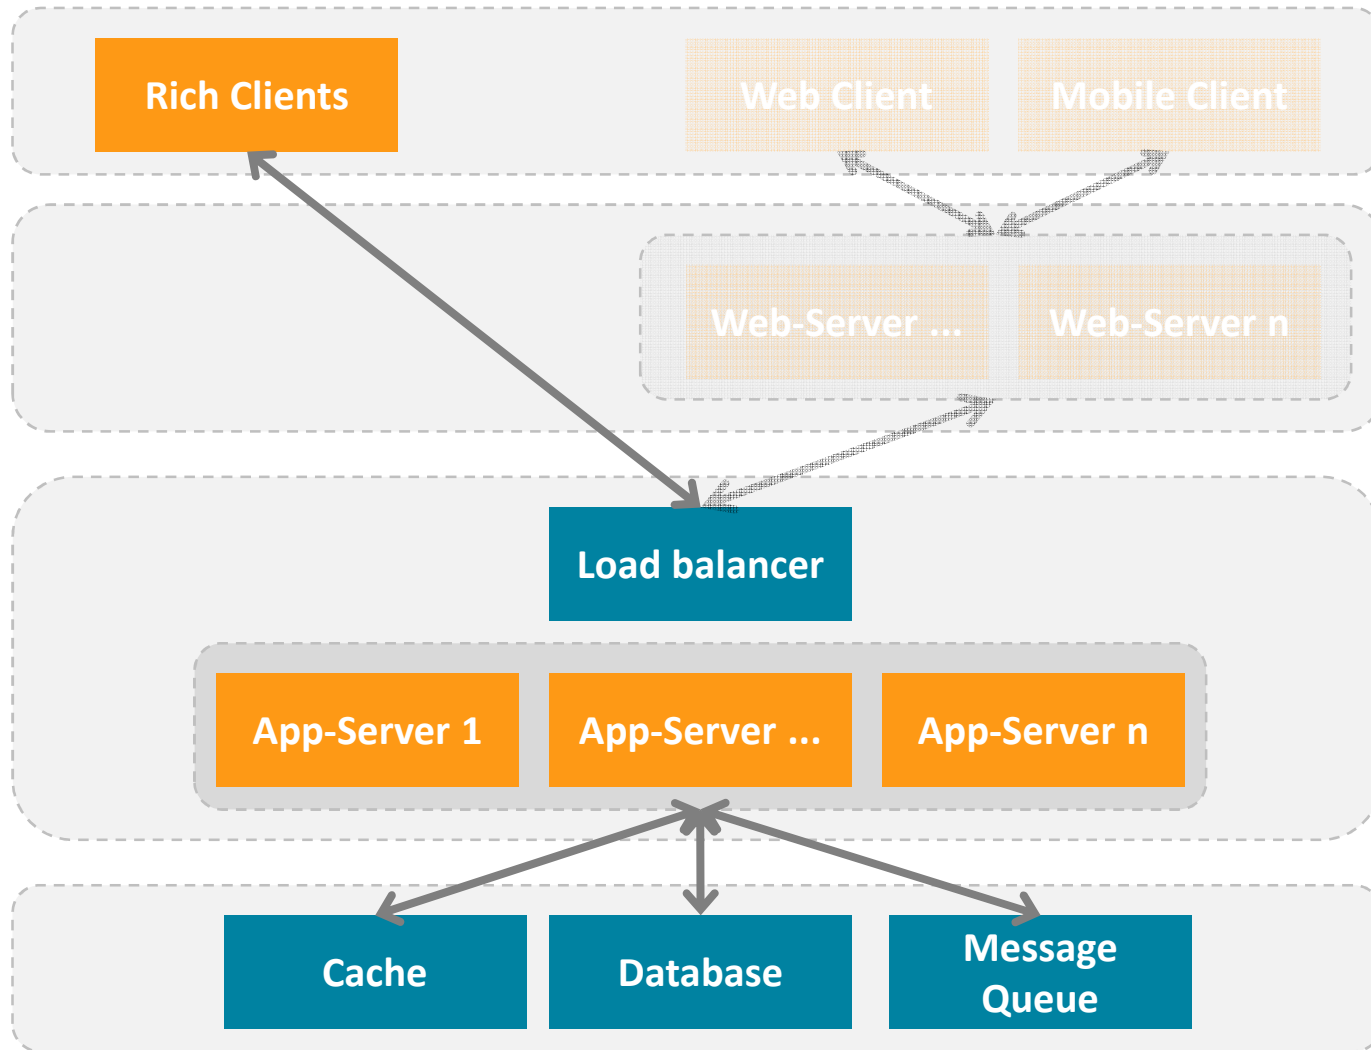 Rich Clients
Web Client
Mobile Client
Web-Server ...
Web-Server n
Load balancer
App-Server 1
App-Server ...
App-Server n
Cache
Database
Message
Queue